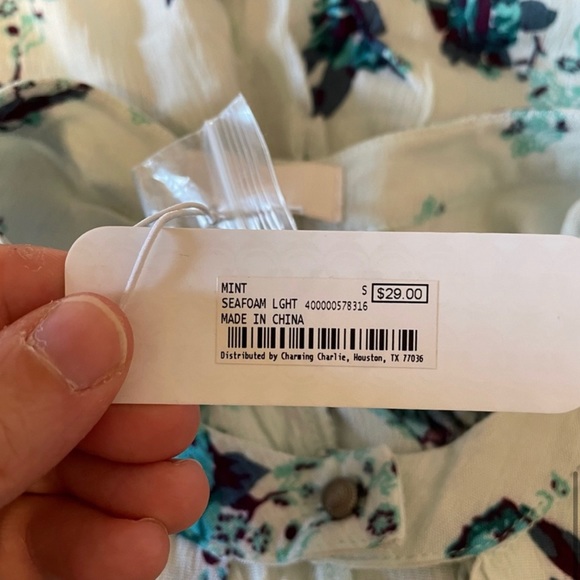 MINT S $29.00
SEAFOAM LGHT 400000578316
MADE IN CHINA
Distributed by Charming Charlie, Houston, TX 77036